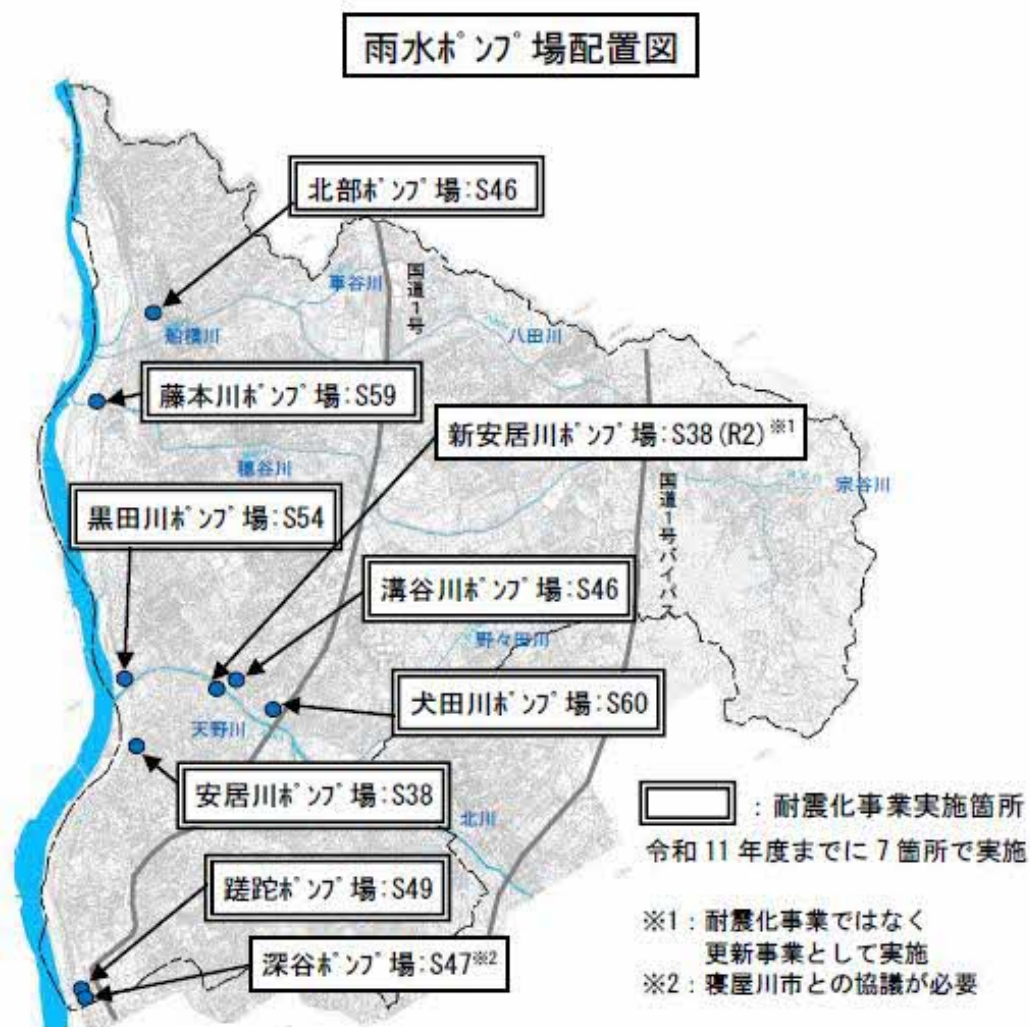 雨水ポンプ場配置図
北部ポンプ場:S46
国道1号
船橋川
八田川
藤本川ポンプ場:S59
新安居川ポンプ場:S38(R2)※1
穂谷川
国道1号バイパス
宗谷川
黒田川ポンプ場:S54
溝谷川ポンプ場:S46
野々田川
犬田川ポンプ場:S60
天野川
安居川ポンプ場:S38
北川
:耐震化事業実施箇所
令和11年度までに7箇所で実施
蹉跎ポンプ場:S49
※1:耐震化事業ではなく
更新事業として実施
深谷ポンプ場:S47※2
※2:寝屋川市との協議が必要